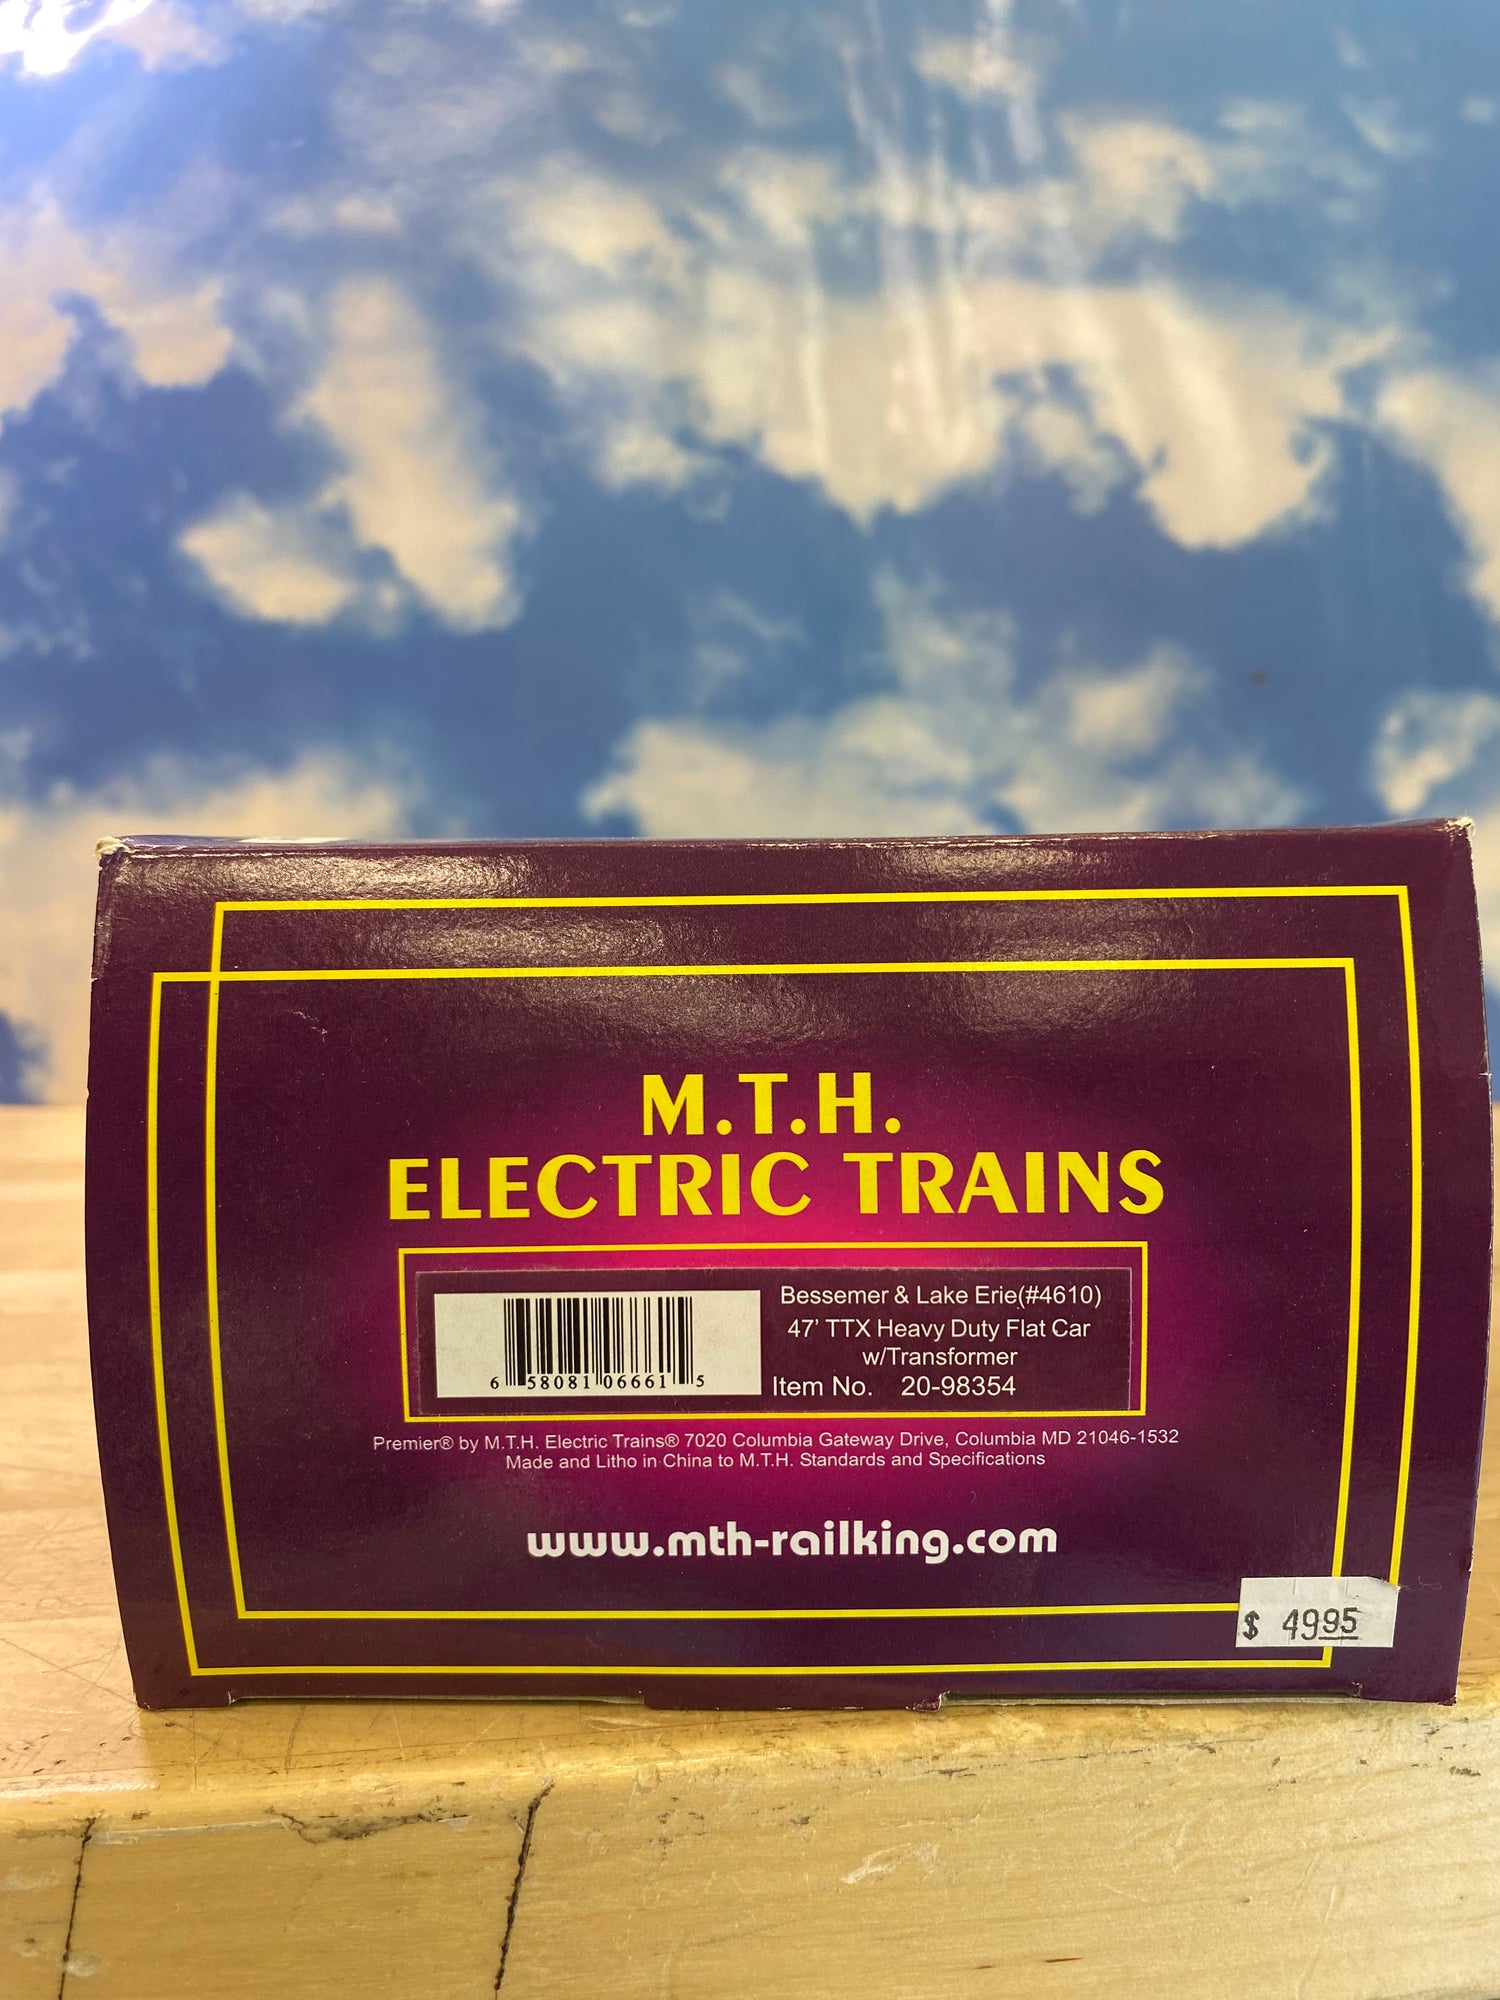 M.T.H.
ELECTRIC TRAINS
Bessemer & Lake Erie(#4610)
47' TTX Heavy Duty Flat Car
w/Transformer
Item No. 20-98354
6 58081 06661 5
Premier® by M.T.H. Electric Trains® 7020 Columbia Gateway Drive, Columbia MD 21046-1532
Made and Litho in China to M.T.H. Standards and Specifications
www.mth-railking.com
$ 4995